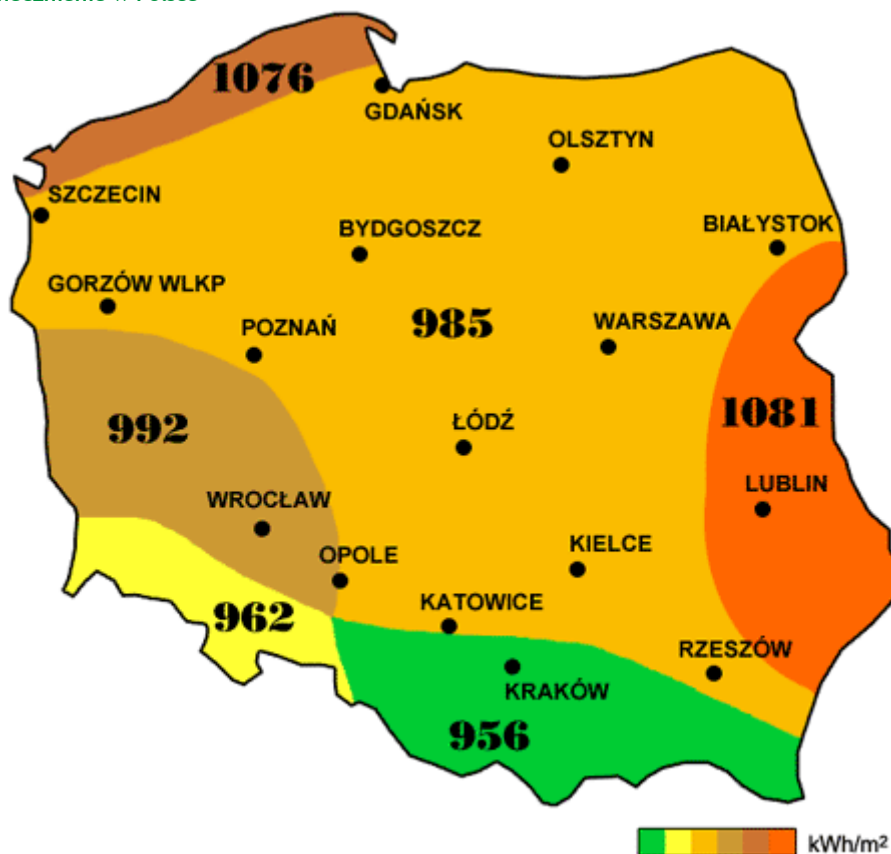 w Polsce
1076
GDAŃSK
OLSZTYN
SZCZECIN
BYDGOSZCZ
BIAŁYSTOK
GORZÓW WLKP
985
POZNAŃ
WARSZAWA
992
1081
ŁÓDŹ
WROCŁAW
LUBLIN
OPOLE
KIELCE
962
KATOWICE
RZESZÓW
KRAKÓW
956
kWh/m²